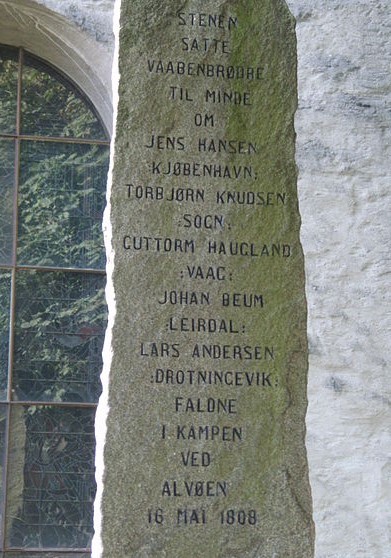 STENEN
SATTE
VAABENBRØDRE
TIL MINDE
OM
JENS HANSEN
KJØBENHAVN:
TORBJØRN KNUDSEN
:SOGN:
GUTTORM HAUGLAND
:VAAG:
JOHAN BEUM
:LEIRDAL:
LARS ANDERSEN
:DROTNINGEVIK:
FALDNE
I KAMPEN
VED
ALVØEN
16 MAI 1808